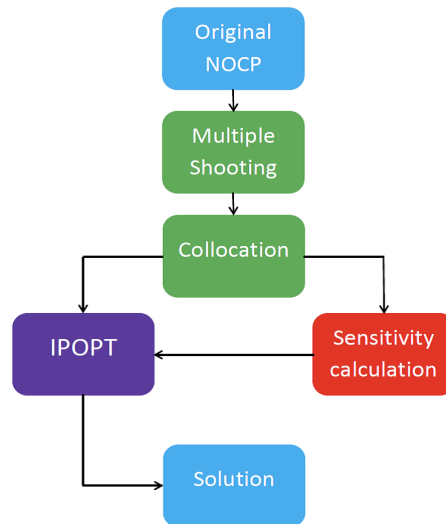 Original
NOCP
Multiple
Shooting
Collocation
IPOPT
Sensitivity
calculation
Solution